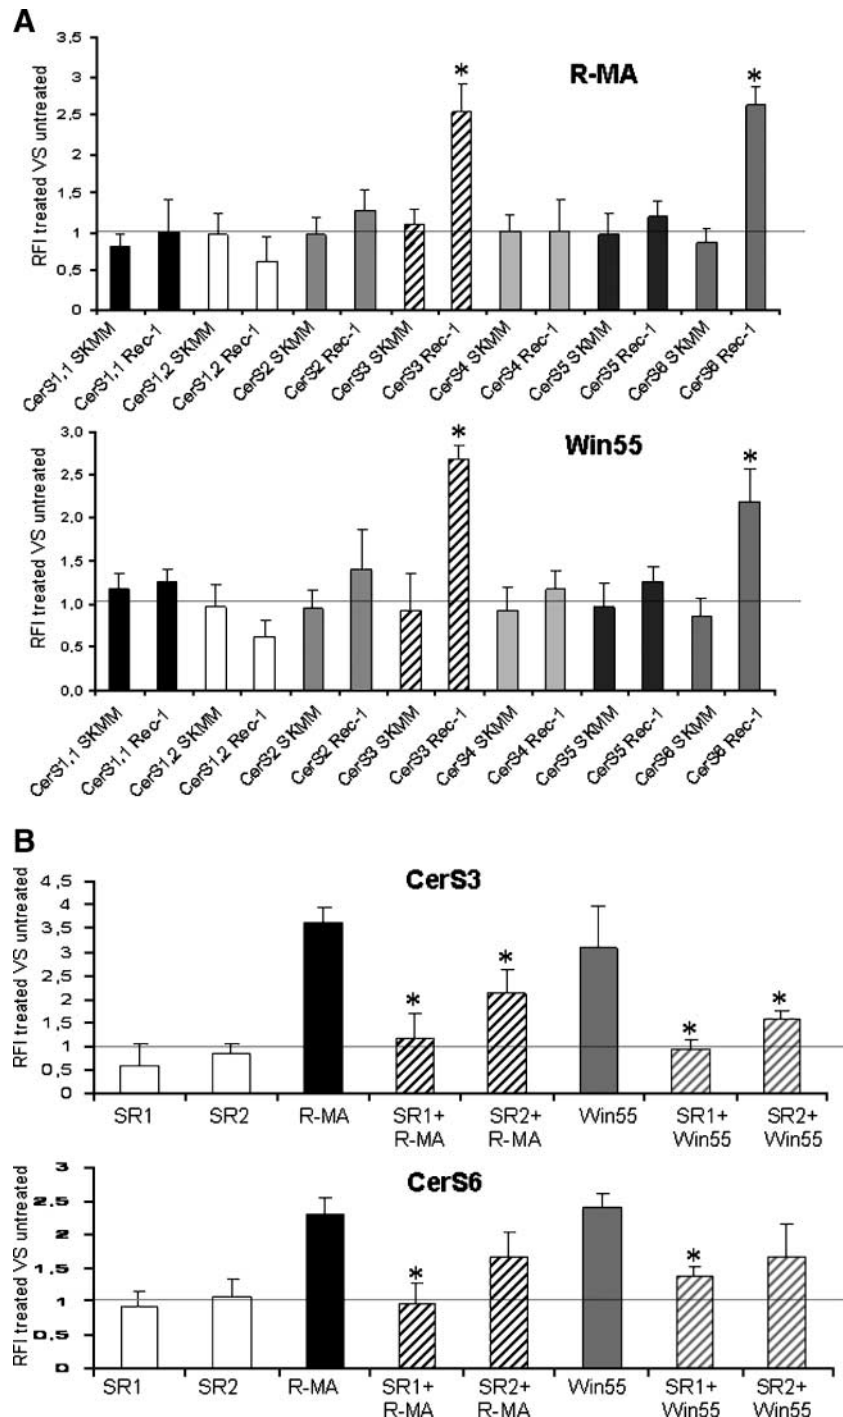 A
R-MA
RFI treated VS untreated
3,5
3
2,5
2
1,5
1
0,5
0
*
*
CerS1,1 SKMM
CerS1,1 Rec-1
CerS1,2 SKMM
CerS1,2 Rec-1
CerS2 SKMM
CerS2 Rec-1
CerS3 SKMM
CerS3 Rec-1
CerS4 SKMM
CerS4 Rec-1
CerS5 SKMM
CerS5 Rec-1
CerS6 SKMM
CerS6 Rec-1
Win55
RFI treated VS untreated
3,0
2,5
2,0
1,5
1,0
0,5
0,0
*
*
CerS1,1 SKMM
CerS1,1 Rec-1
CerS1,2 SKMM
CerS1,2 Rec-1
CerS2 SKMM
CerS2 Rec-1
CerS3 SKMM
CerS3 Rec-1
CerS4 SKMM
CerS4 Rec-1
CerS5 SKMM
CerS5 Rec-1
CerS6 SKMM
CerS6 Rec-1
B
CerS3
RFI treated VS untreated
4,5
4
3,5
3
2,5
2
1,5
1
0,5
0
*
*
*
*
SR1
SR2
R-MA
SR1+
R-MA
SR2+
R-MA
Win55
SR1+
Win55
SR2+
Win55
CerS6
RFI treated VS untreated
3
2.5
2
1.5
1
0.5
0
*
*
SR1
SR2
R-MA
SR1+
R-MA
SR2+
R-MA
Win55
SR1+
Win55
SR2+
Win55